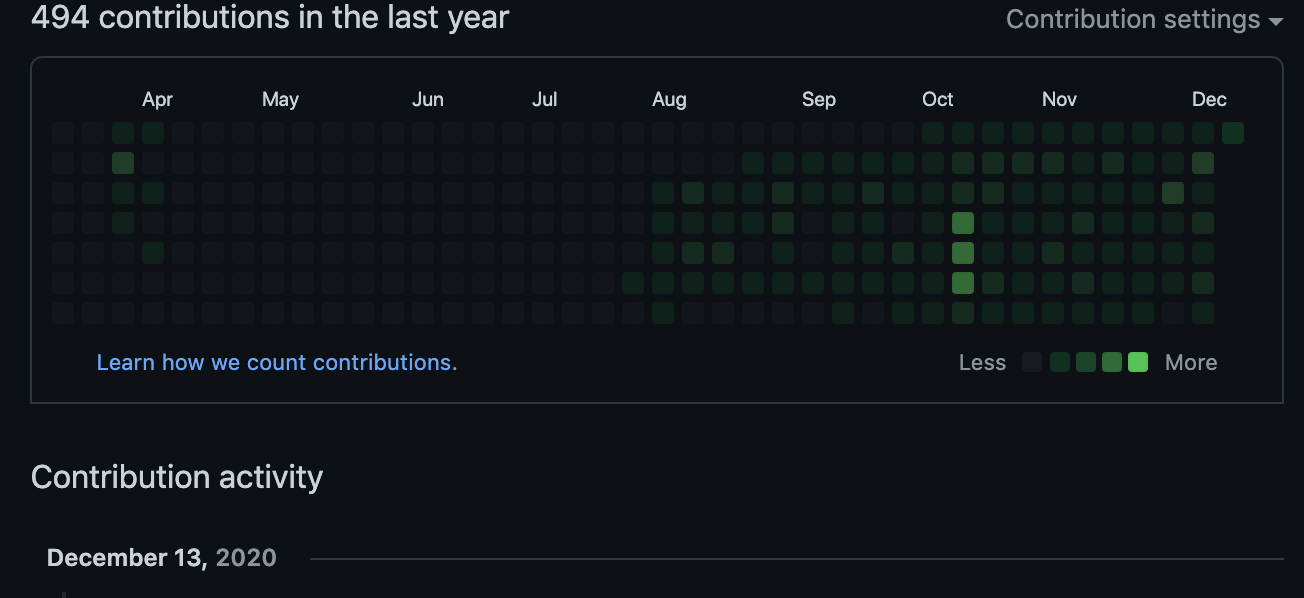 494 contributions in the last year
Contribution settings
Apr May Jun Jul Aug Sep Oct Nov Dec
Learn how we count contributions.
Less More
Contribution activity
December 13, 2020